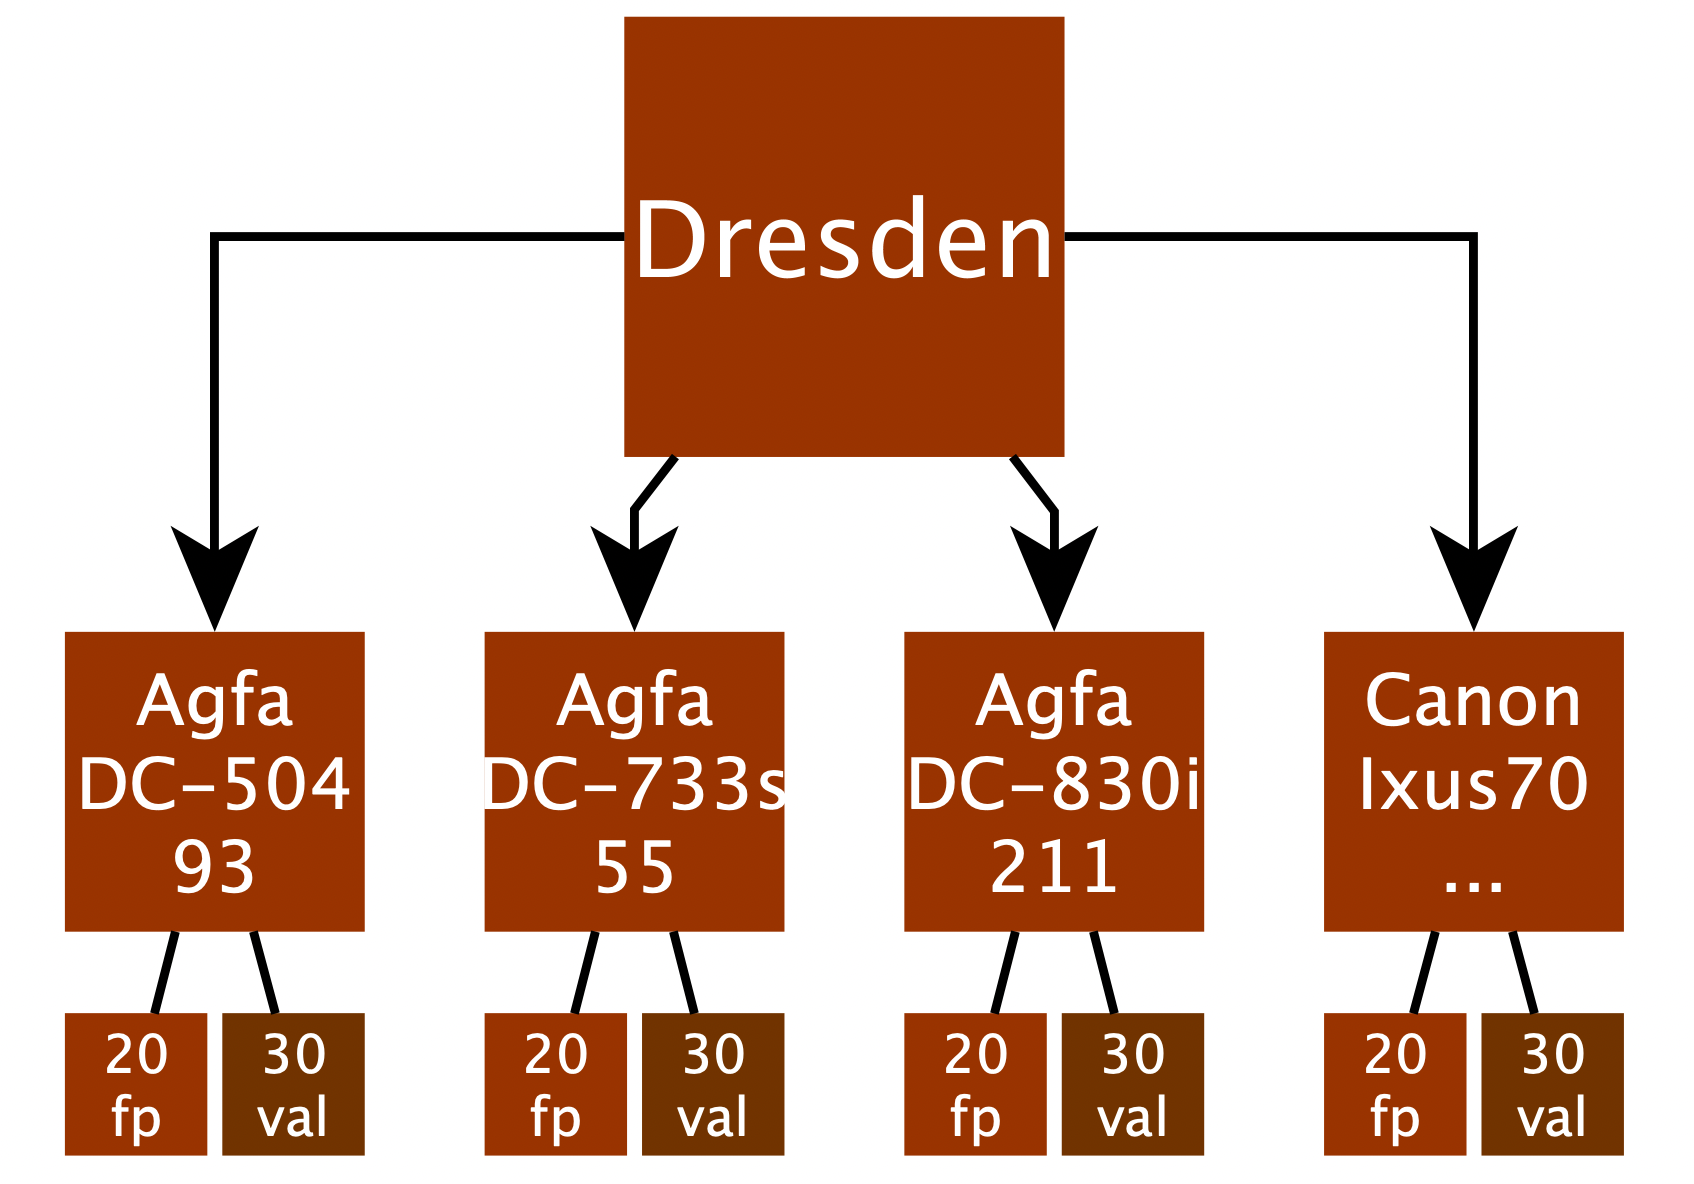 Dresden
Agfa
DC-504
93
Agfa
DC-733s
55
Agfa
DC-830i
211
Canon
Ixus70
...
20
fp
30
val
20
fp
30
val
20
fp
30
val
20
fp
30
val